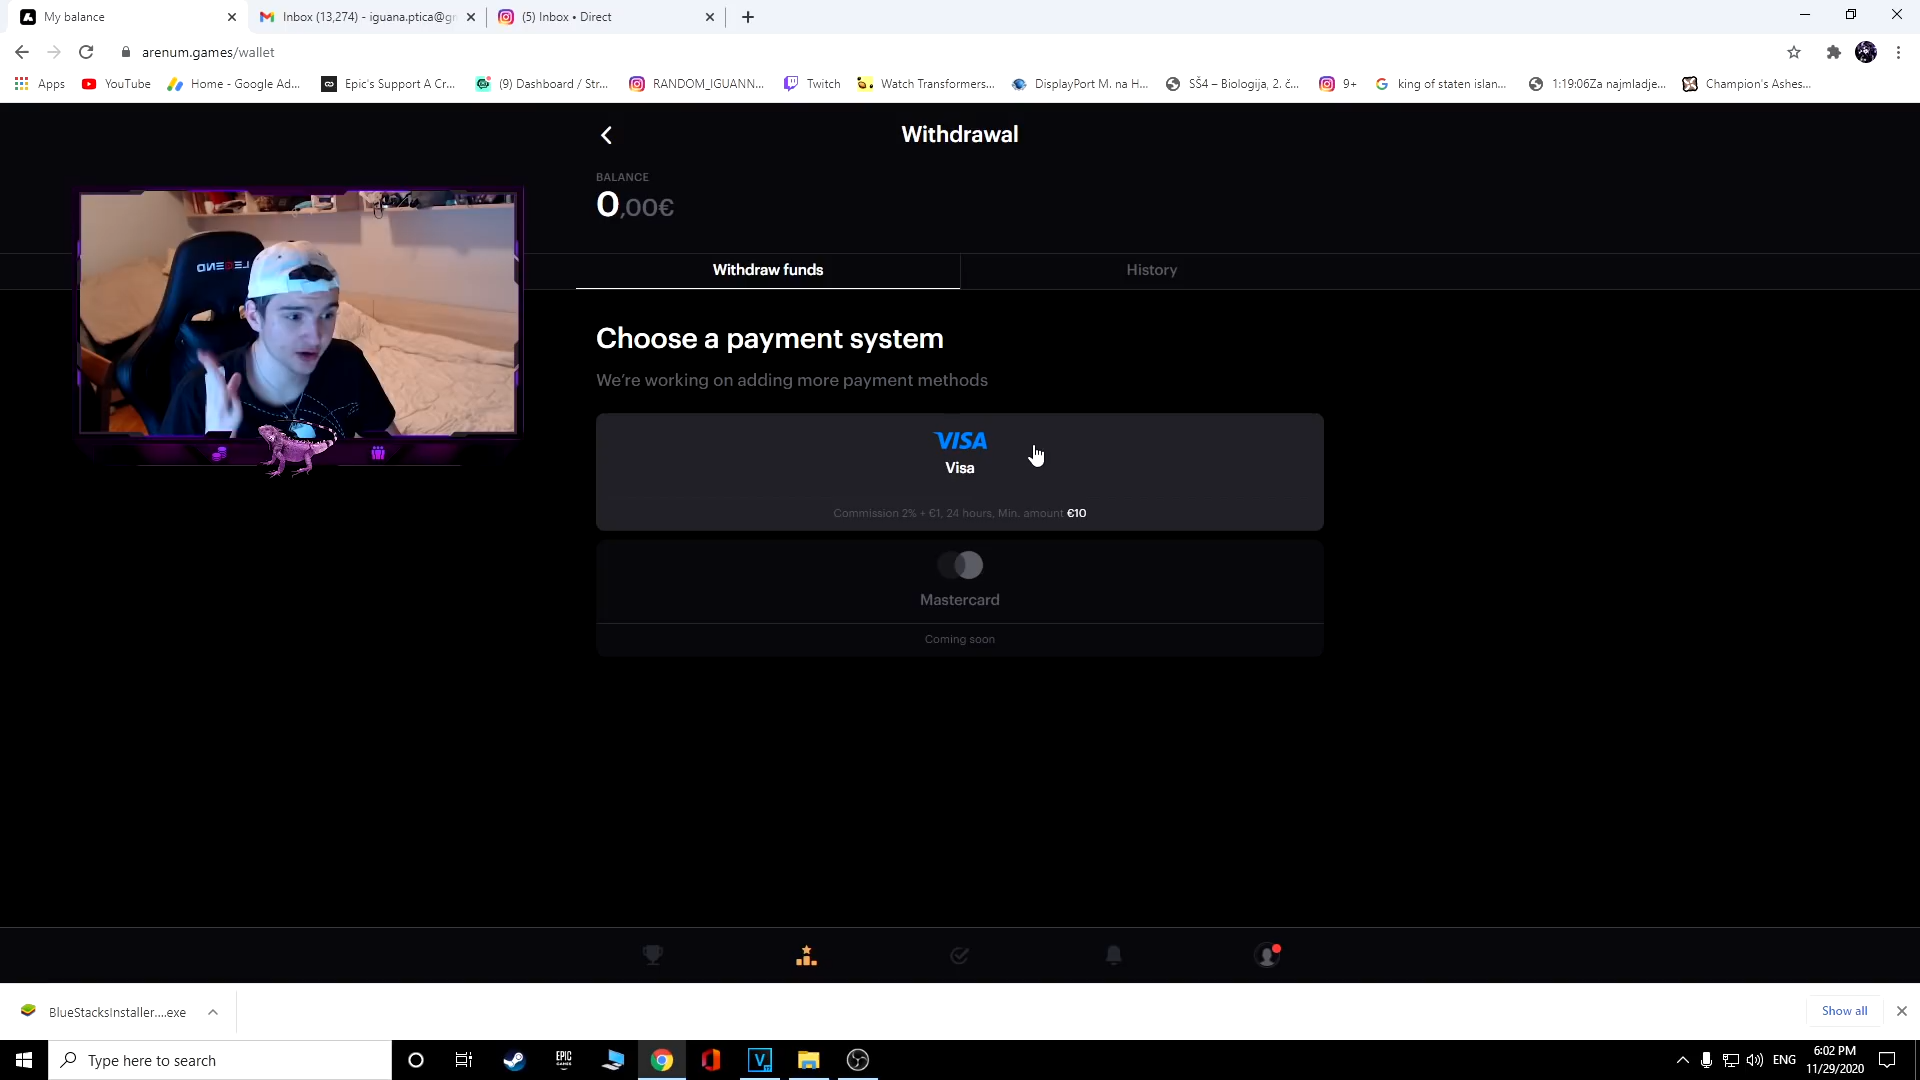 My balance
Inbox (13,274) - iguana.ptica@gm
(5) Inbox • Direct
arenum.games/wallet
Apps
YouTube
Home - Google Ad...
Epic's Support A Cr...
(9) Dashboard / Str...
RANDOM_IGUANN...
Twitch
Watch Transformers...
DisplayPort M. na H...
SŠ4 – Biologija, 2. č...
9+
king of staten islan...
1:19:06Za najmladje...
Champion's Ashes...
Withdrawal
BALANCE
0,00€
Withdraw funds
History
Choose a payment system
We're working on adding more payment methods
VISA
Visa
Commission 2% + €1, 24 hours, Min. amount €10
Mastercard
Coming soon
BlueStacksInstaller....exe
Show all
Type here to search
EPIC GAMES
ENG
6:02 PM
11/29/2020